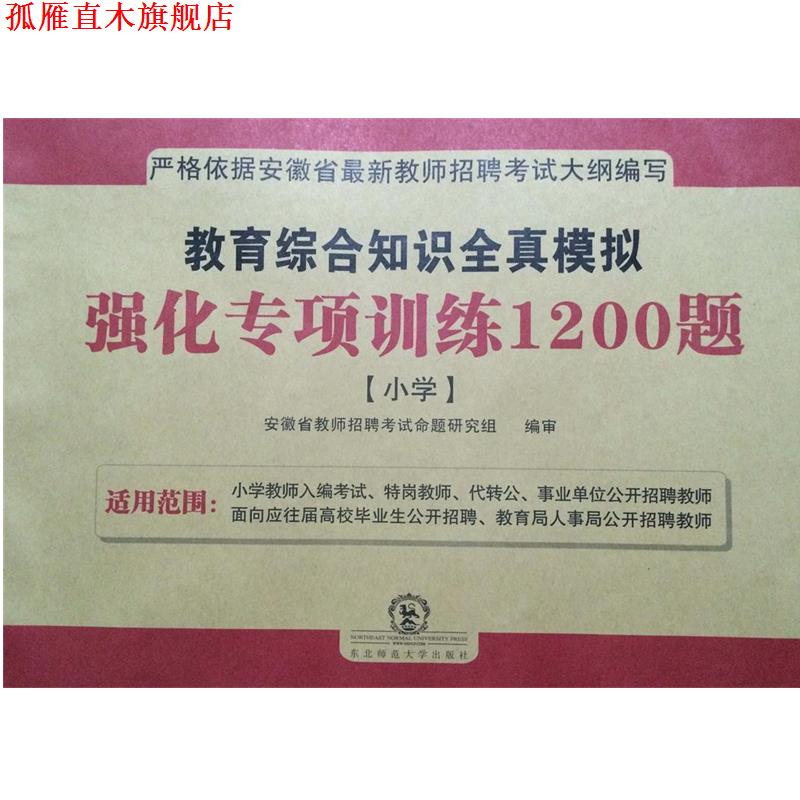 孤雁直木旗舰店
严格依据安徽省最新教师招聘考试大纲编写
教育综合知识全真模拟
强化专项训练1200题
【小学】
安徽省教师招聘考试命题研究组 编审
适用范围：
小学教师入编考试、特岗教师、代转公、事业单位公开招聘教师
面向应往届高校毕业生公开招聘、教育局人事局公开招聘教师
NORTHEAST NORMAL UNIVERSITY PRESS
东北师范大学出版社